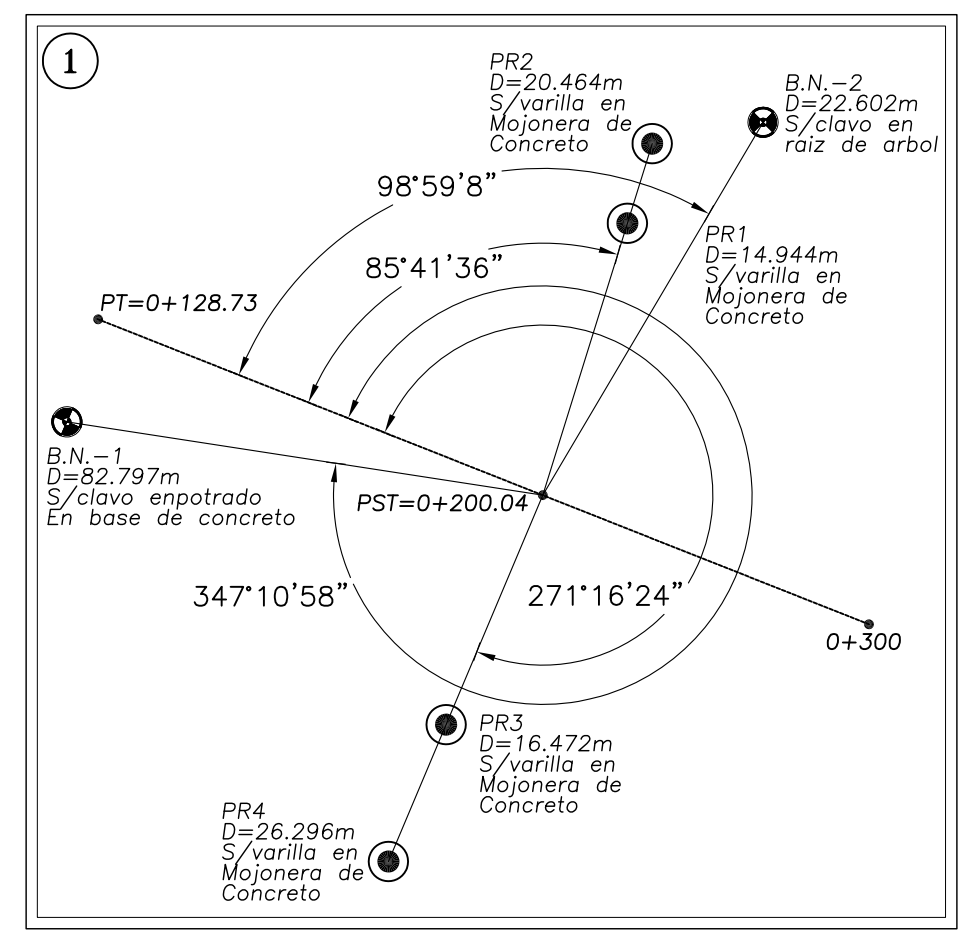 1
PR2
D=20.464m
S/varilla en
Mojonera de
Concreto
B.N.-2
D=22.602m
S/clavo en
raiz de arbol
98°59'8"
PR1
D=14.944m
S/varilla en
Mojonera de
Concreto
85°41'36"
PT=0+128.73
B.N.-1
D=82.797m
S/clavo enpotrado
En base de concreto
PST=0+200.04
347°10'58"
271°16'24"
0+300
PR3
D=16.472m
S/varilla en
Mojonera de
Concreto
PR4
D=26.296m
S/varilla en
Mojonera de
Concreto